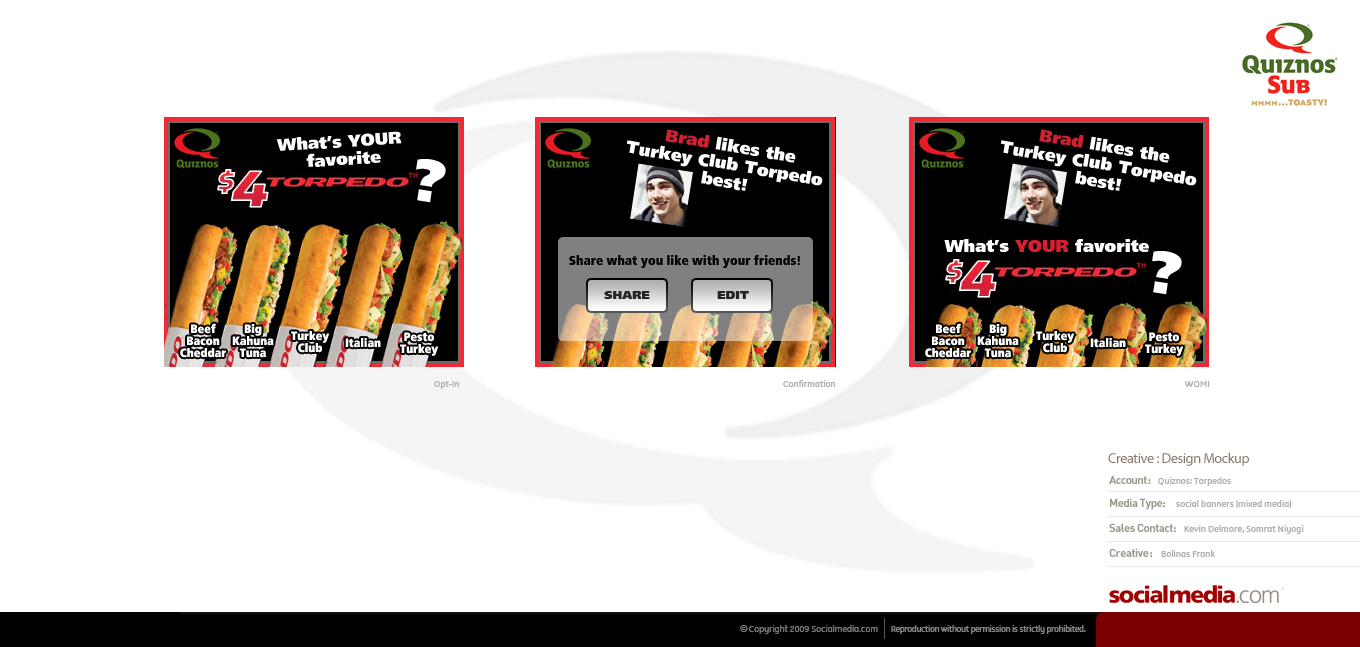 QUIZNOS
SUB
MMMM...TOASTY!
QUIZNOS
What's YOUR
favorite
$4 TORPEDO™?
Beef
Bacon
Cheddar
Big
Kahuna
Tuna
Turkey
Club
Italian
Pesto
Turkey
Opt-In
QUIZNOS
Brad likes the
Turkey Club Torpedo
best!
Share what you like with your friends!
SHARE
EDIT
Confirmation
QUIZNOS
Brad likes the
Turkey Club Torpedo
best!
What's YOUR favorite
$4 TORPEDO™?
Beef
Bacon
Cheddar
Big
Kahuna
Tuna
Turkey
Club
Italian
Pesto
Turkey
WOMI
Creative : Design Mockup
Account: Quiznos: Torpedos
Media Type: social banners (mixed media)
Sales Contact: Kevin Delmore, Somrat Niyogi
Creative: Bolinas Frank
socialmedia.com
© Copyright 2009 Socialmedia.com | Reproduction without permission is strictly prohibited.